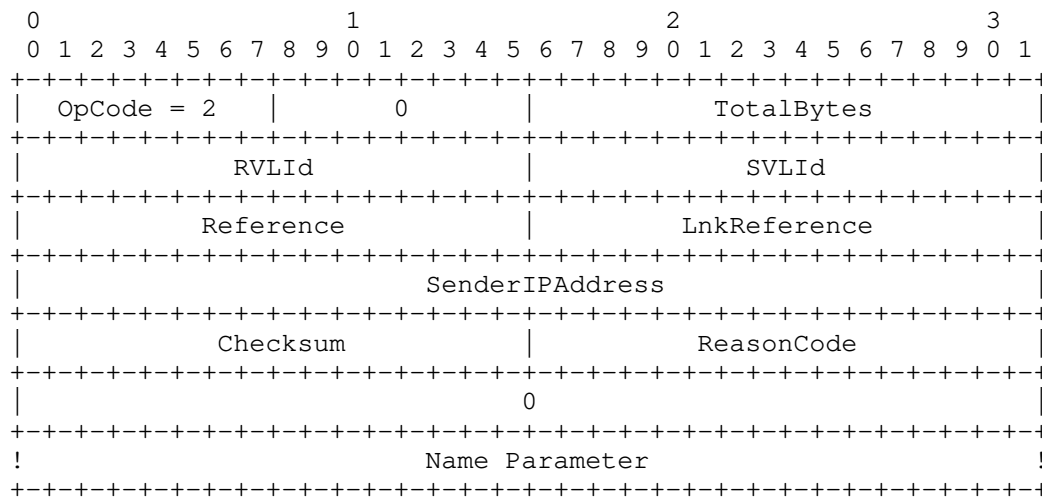 0                   1                   2                   3
 0 1 2 3 4 5 6 7 8 9 0 1 2 3 4 5 6 7 8 9 0 1 2 3 4 5 6 7 8 9 0 1
+-+-+-+-+-+-+-+-+-+-+-+-+-+-+-+-+-+-+-+-+-+-+-+-+-+-+-+-+-+-+-+-+
|  OpCode = 2   |       0       |           TotalBytes          |
+-+-+-+-+-+-+-+-+-+-+-+-+-+-+-+-+-+-+-+-+-+-+-+-+-+-+-+-+-+-+-+-+
|             RVLId             |             SVLId             |
+-+-+-+-+-+-+-+-+-+-+-+-+-+-+-+-+-+-+-+-+-+-+-+-+-+-+-+-+-+-+-+-+
|           Reference           |         LnkReference          |
+-+-+-+-+-+-+-+-+-+-+-+-+-+-+-+-+-+-+-+-+-+-+-+-+-+-+-+-+-+-+-+-+
|                         SenderIPAddress                       |
+-+-+-+-+-+-+-+-+-+-+-+-+-+-+-+-+-+-+-+-+-+-+-+-+-+-+-+-+-+-+-+-+
|            Checksum           |          ReasonCode           |
+-+-+-+-+-+-+-+-+-+-+-+-+-+-+-+-+-+-+-+-+-+-+-+-+-+-+-+-+-+-+-+-+
|                               0                               |
+-+-+-+-+-+-+-+-+-+-+-+-+-+-+-+-+-+-+-+-+-+-+-+-+-+-+-+-+-+-+-+-+
!                         Name Parameter                        !
+-+-+-+-+-+-+-+-+-+-+-+-+-+-+-+-+-+-+-+-+-+-+-+-+-+-+-+-+-+-+-+-+